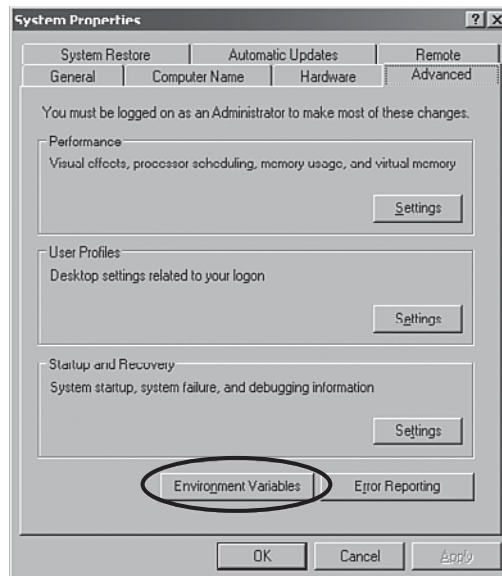 System Properties
? X
System Restore Automatic Updates Remote
General Computer Name Hardware Advanced
You must be logged on as an Administrator to make most of these changes.
Performance
Visual effects, processor scheduling, memory usage, and virtual memory
Settings
User Profiles
Desktop settings related to your logon
Settings
Startup and Recovery
System startup, system failure, and debugging information
Settings
Environment Variables Error Reporting
OK Cancel Apply